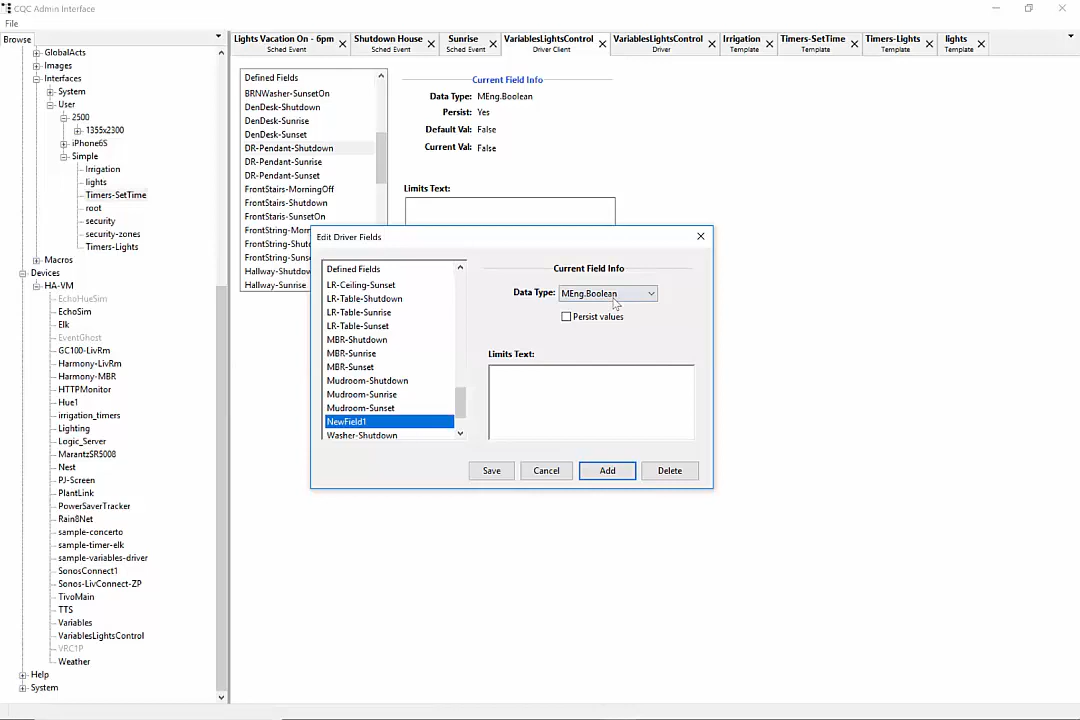 CQC Admin Interface
File
Browse
GlobalActs
Images
Interfaces
System
User
2500
1355x2300
iPhone6S
Simple
Irrigation
lights
Timers-SetTime
root
security
security-zones
Timers-Lights
Macros
Devices
HA-VM
EchoHueSim
EchoSim
Elk
EventGhost
GC100-LivRm
Harmony-LivRm
Harmony-MBR
HTTPMonitor
Hue1
irrigation_timers
Lighting
Logic_Server
MarantzSR5008
Nest
PJ-Screen
PlantLink
PowerSaverTracker
Rain8Net
sample-concerto
sample-timer-elk
sample-variables-driver
SonosConnect1
Sonos-LivConnect-ZP
TivoMain
TTS
Variables
VariablesLightsControl
VRC1P
Weather
Help
System
Lights Vacation On - 6pm
Sched Event
Shutdown House
Sched Event
Sunrise
Sched Event
VariablesLightsControl
Driver Client
VariablesLightsControl
Driver
Irrigation
Template
Timers-SetTime
Template
Timers-Lights
Template
lights
Template
Defined Fields
BRNWasher-SunsetOn
DenDesk-Shutdown
DenDesk-Sunrise
DenDesk-Sunset
DR-Pendant-Shutdown
DR-Pendant-Sunrise
DR-Pendant-Sunset
FrontStairs-MorningOff
FrontStairs-Shutdown
FrontStaris-SunsetOn
FrontString-Morn
FrontString-Shutd
FrontString-Suns
Hallway-Shutdow
Hallway-Sunrise
Current Field Info
Data Type: MEng.Boolean
Persist: Yes
Default Val: False
Current Val: False
Limits Text:
Edit Driver Fields
Defined Fields
LR-Ceiling-Sunset
LR-Table-Shutdown
LR-Table-Sunrise
LR-Table-Sunset
MBR-Shutdown
MBR-Sunrise
MBR-Sunset
Mudroom-Shutdown
Mudroom-Sunrise
Mudroom-Sunset
NewField1
Washer-Shutdown
Current Field Info
Data Type: MEng.Boolean
Persist values
Limits Text:
Save Cancel Add Delete